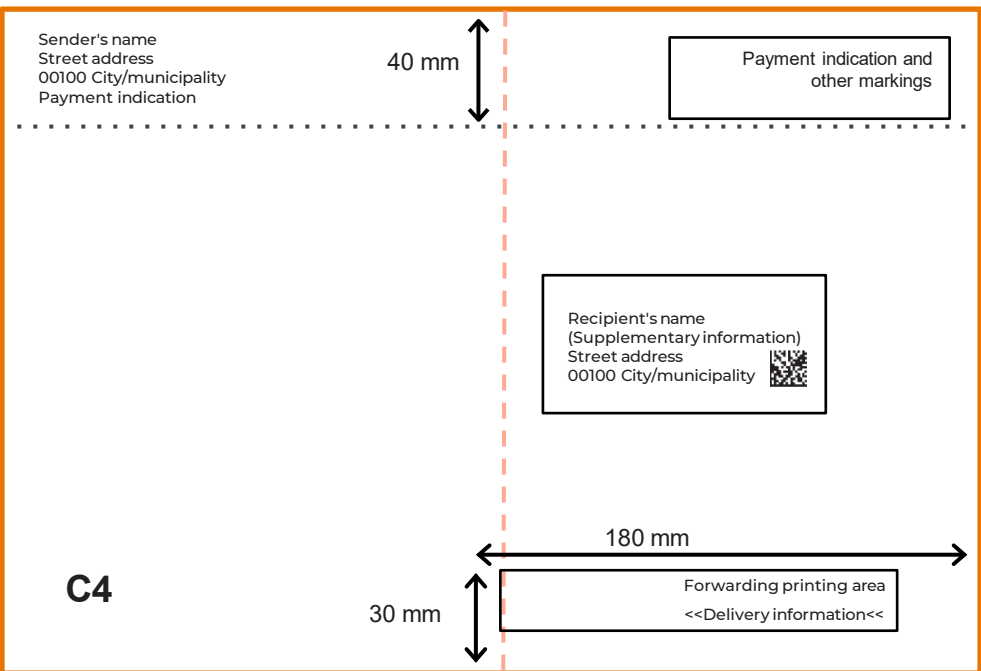 Sender's name
Street address
00100 City/municipality
Payment indication
40 mm
Payment indication and
other markings
Recipient's name
(Supplementary information)
Street address
00100 City/municipality
180 mm
C4
30 mm
Forwarding printing area
<<Delivery information<<